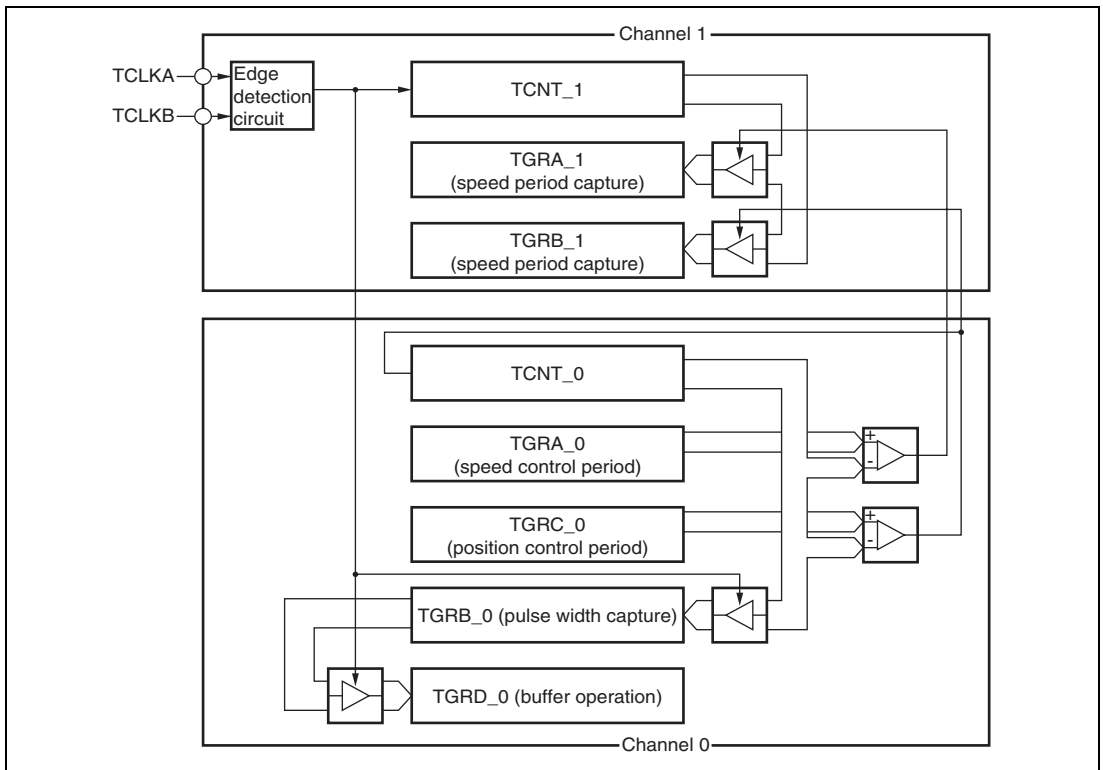 Channel 1
TCLKA
TCLKB
Edge
detection
circuit
TCNT_1
TGRA_1
(speed period capture)
TGRB_1
(speed period capture)
TCNT_0
TGRA_0
(speed control period)
+
-
TGRC_0
(position control period)
+
-
TGRB_0 (pulse width capture)
TGRD_0 (buffer operation)
Channel 0